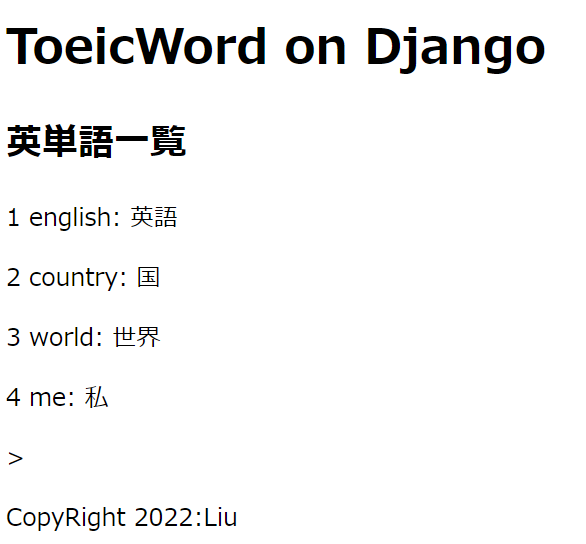 ToeicWord on Django
英単語一覧
1 english: 英語
2 country: 国
3 world: 世界
4 me: 私
>
CopyRight 2022:Liu